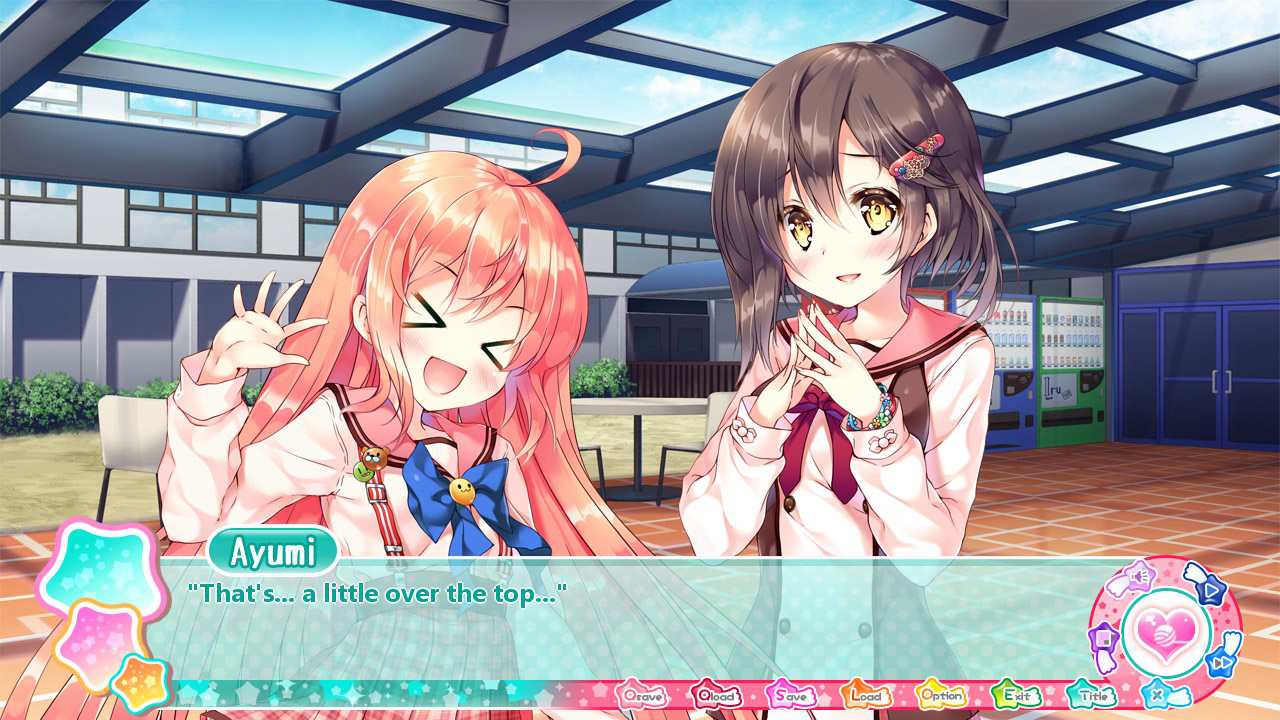 Ayumi
"That's... a little over the top..."
Qsave Qload Save Load Option Exit Title X